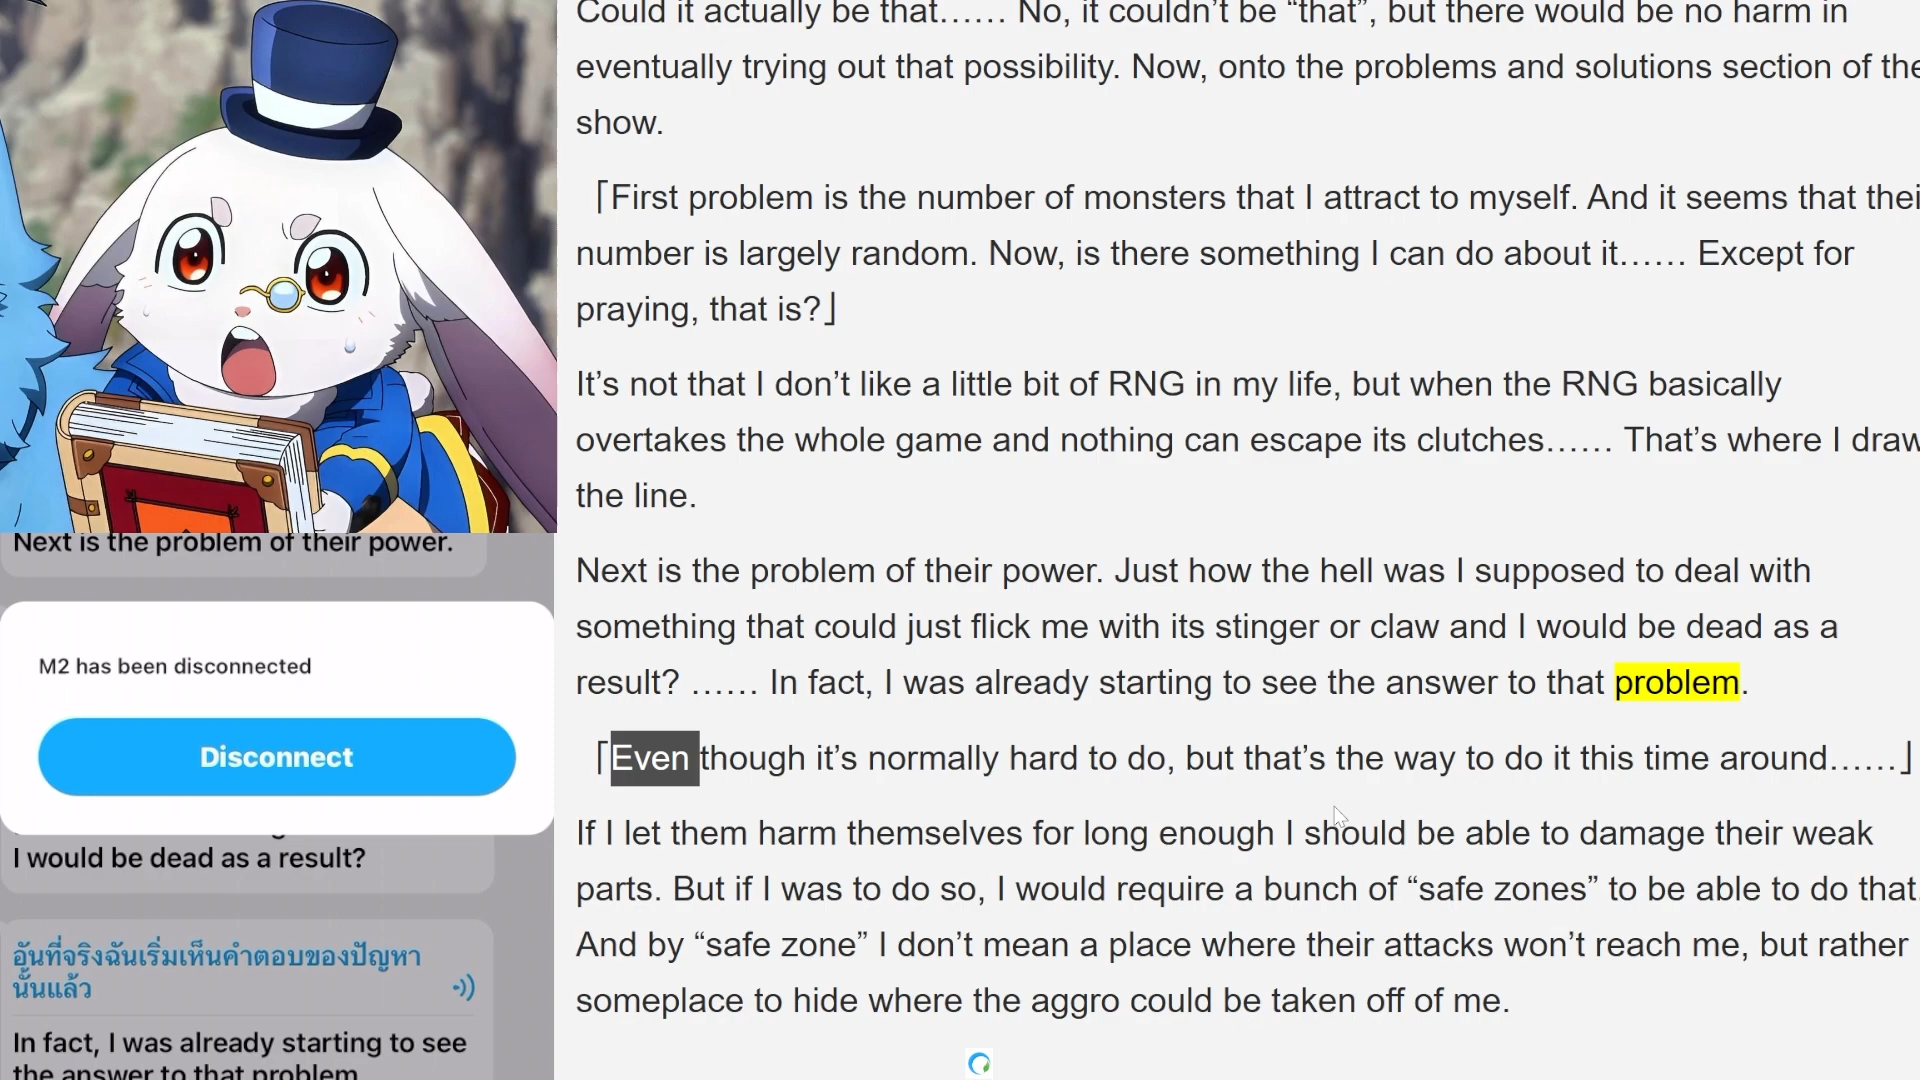 Could it actually be that…… No, it couldn’t be “that”, but there would be no harm in
eventually trying out that possibility. Now, onto the problems and solutions section of the
show.
「First problem is the number of monsters that I attract to myself. And it seems that thei
number is largely random. Now, is there something I can do about it…… Except for
praying, that is?」
It’s not that I don’t like a little bit of RNG in my life, but when the RNG basically
overtakes the whole game and nothing can escape its clutches…… That’s where I draw
the line.
Next is the problem of their power. Just how the hell was I supposed to deal with
something that could just flick me with its stinger or claw and I would be dead as a
result? …… In fact, I was already starting to see the answer to that problem.
「Even though it’s normally hard to do, but that’s the way to do it this time around……」
If I let them harm themselves for long enough I should be able to damage their weak
parts. But if I was to do so, I would require a bunch of “safe zones” to be able to do that.
And by “safe zone” I don’t mean a place where their attacks won’t reach me, but rather
someplace to hide where the aggro could be taken off of me.
Next is the problem of their power.
M2 has been disconnected
Disconnect
I would be dead as a result?
อันที่จริงฉันเริ่มเห็นคำตอบของปัญหา
นั้นแล้ว
In fact, I was already starting to see
the answer to that problem.